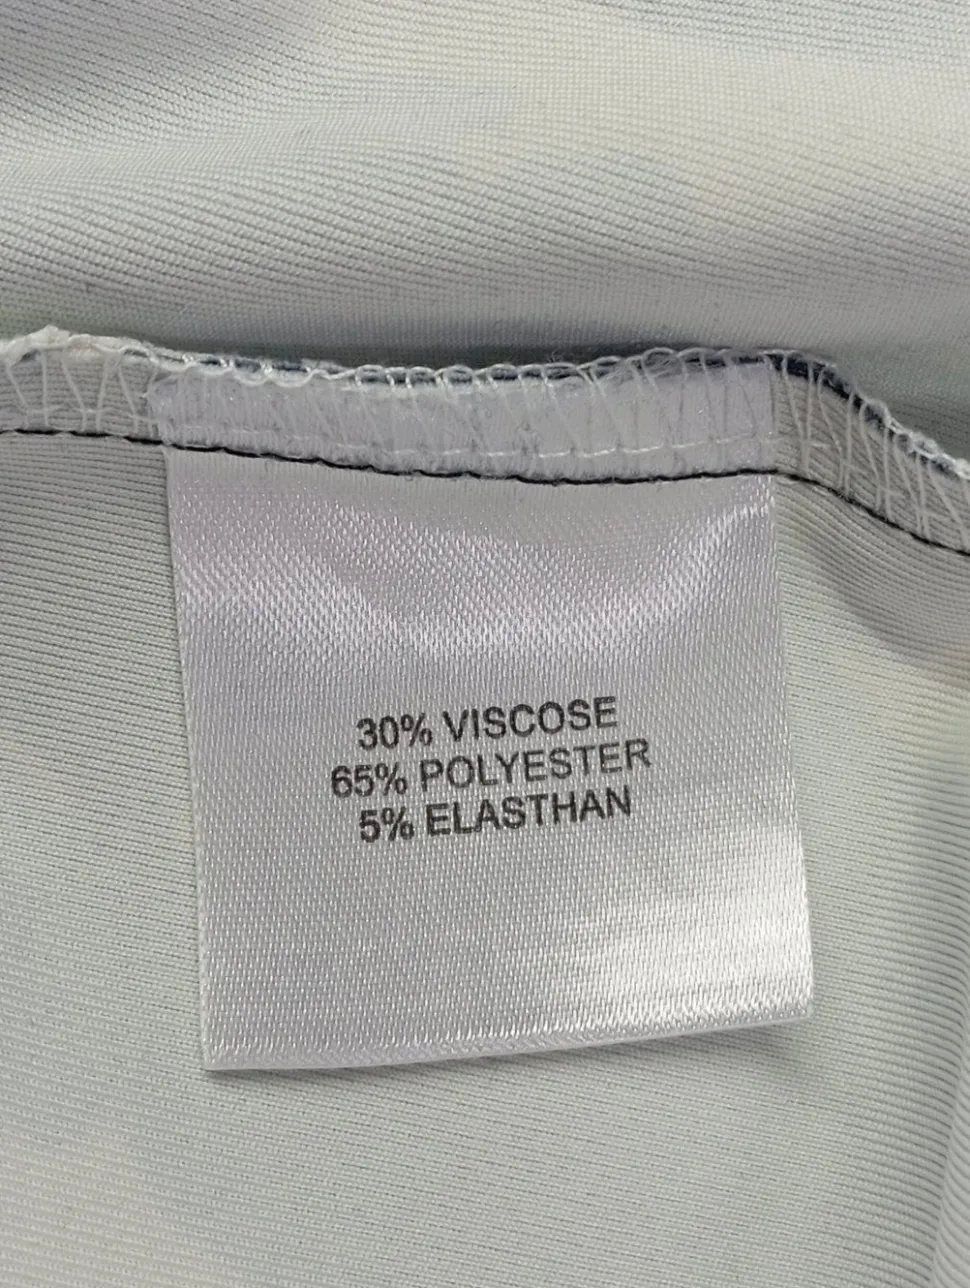 30% VISCOSE
65% POLYESTER
5% ELASTHAN